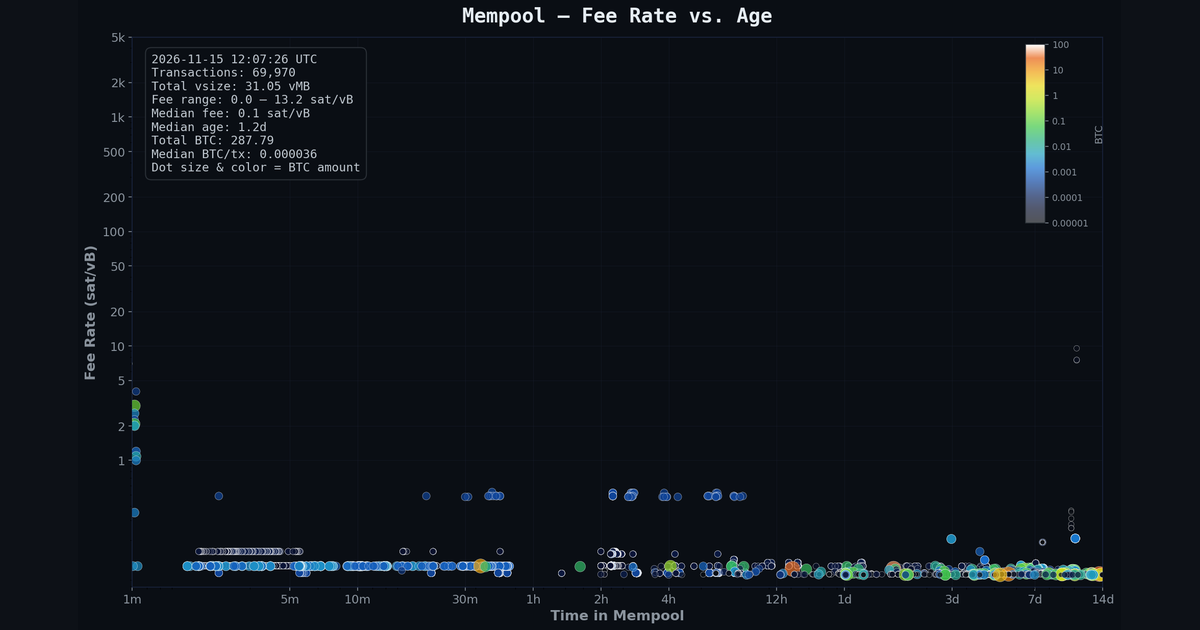 Mempool — Fee Rate vs. Age
2026-11-15 12:07:26 UTC
Transactions: 69,970
Total vsize: 31.05 vMB
Fee range: 0.0 — 13.2 sat/vB
Median fee: 0.1 sat/vB
Median age: 1.2d
Total BTC: 287.79
Median BTC/tx: 0.000036
Dot size & color = BTC amount
100
10
1
0.1
0.01
0.001
0.0001
0.00001
BTC
Fee Rate (sat/vB)
5k
2k
1k
500
200
100
50
20
10
5
2
1
1m 5m 10m 30m 1h 2h 4h 12h 1d 3d 7d 14d
Time in Mempool